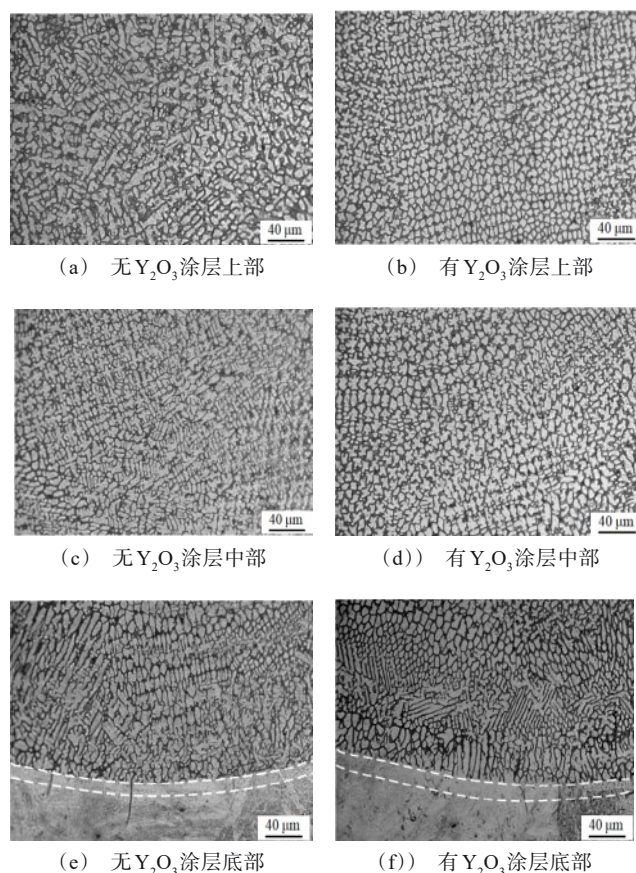 40 μm
40 μm
(a) 无Y₂O₃涂层上部
(b) 有Y₂O₃涂层上部
40 μm
40 μm
(c) 无Y₂O₃涂层中部
(d)) 有Y₂O₃涂层中部
40 μm
40 μm
(e) 无Y₂O₃涂层底部
(f) 有Y₂O₃涂层底部